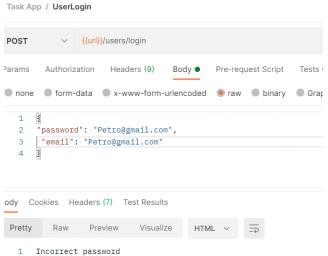 Task App / UserLogin
POST {{url}}/users/login
Params Authorization Headers (9) Body Pre-request Script Tests
none form-data x-www-form-urlencoded raw binary Grap
1 {
2 "password": "Petro@gmail.com",
3 "email": "Petro@gmail.com"
4 }
ody Cookies Headers (7) Test Results
Pretty Raw Preview Visualize HTML
1 Incorrect password